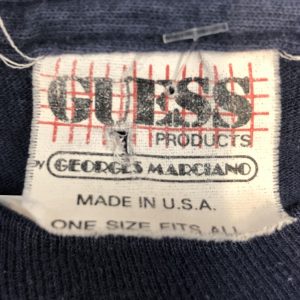 GUESS
PRODUCTS
BY GEORGES MARCIANO
MADE IN U.S.A.
ONE SIZE FITS ALL